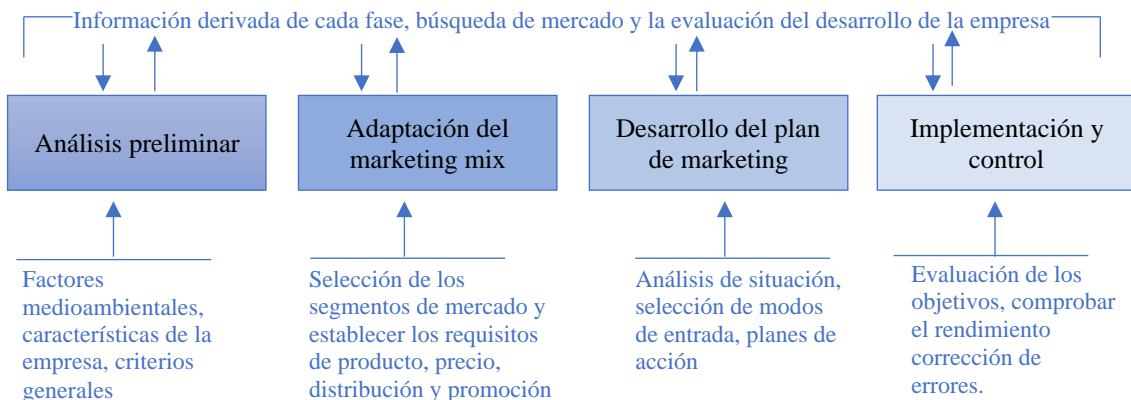 Información derivada de cada fase, búsqueda de mercado y la evaluación del desarrollo de la empresa
Análisis preliminar
Adaptación del
marketing mix
Desarrollo del plan
de marketing
Implementación y
control
Factores
medioambientales,
características de la
empresa, criterios
generales
Selección de los
segmentos de mercado y
establecer los requisitos
de producto, precio,
distribución y promoción
Análisis de situación,
selección de modos
de entrada, planes de
acción
Evaluación de los
objetivos, comprobar
el rendimiento
corrección de
errores.